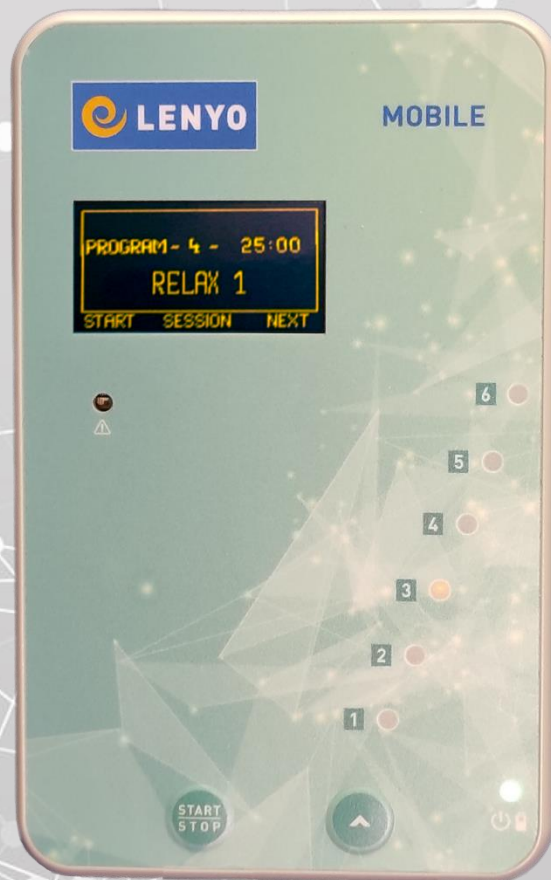 LENYO
MOBILE
PROGRAM- 4 - 25:00
RELAX 1
START SESSION NEXT
6
5
4
3
2
1
START
STOP